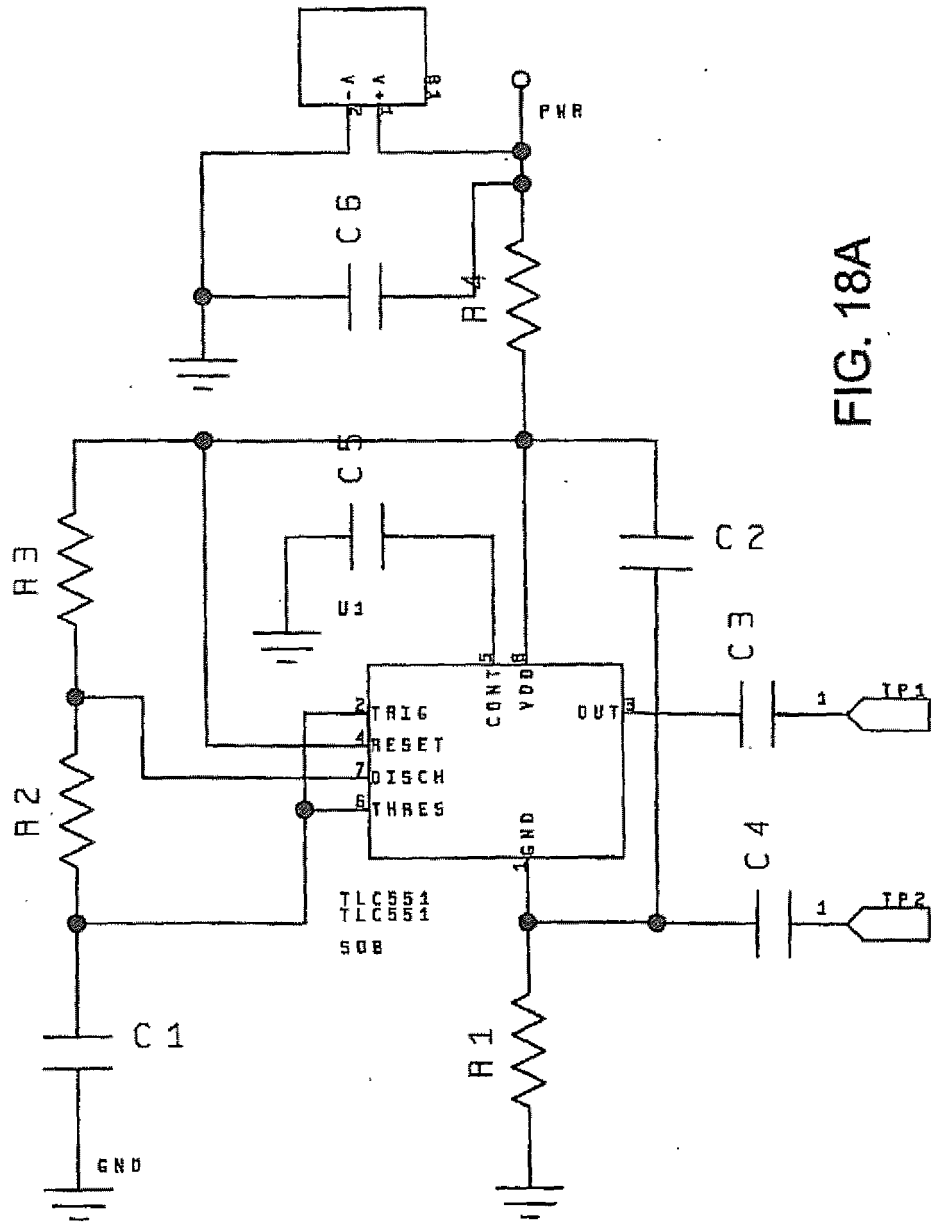 V-
V+
B1
2
1
PWR
C6
R4
C5
R3
C2
U1
C3
5
8
CONT
VDD
2
TRIG
OUT
3
1
TP1
4
RESET
7
DISCH
6
THRES
R2
GND
1
C4
TLC551
TLC551
SO8
1
TP2
C1
R1
GND
FIG. 18A